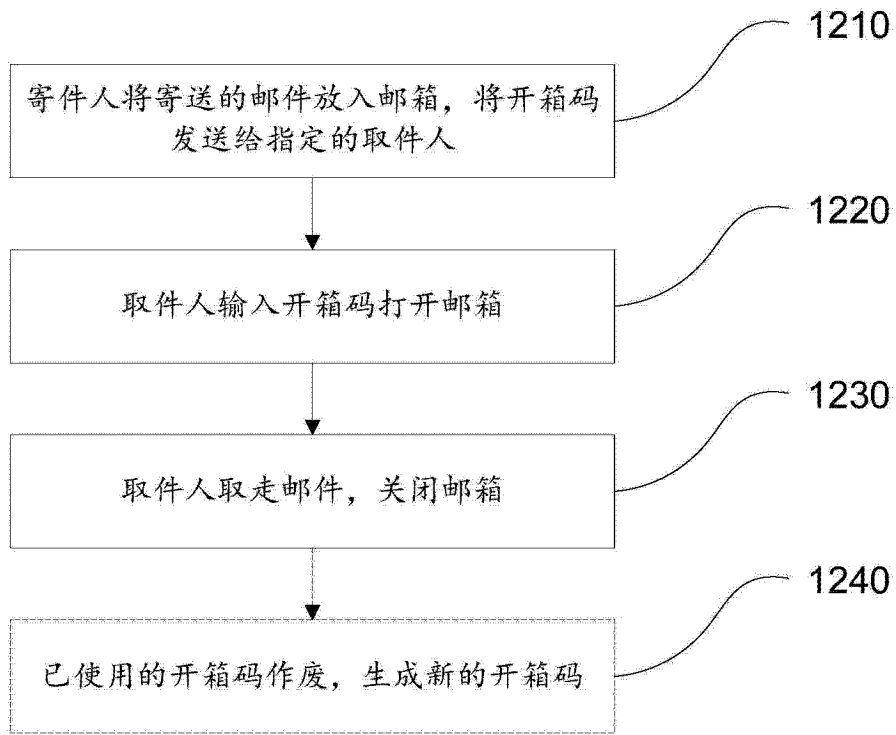 1210
寄件人将寄送的邮件放入邮箱，将开箱码
发送给指定的取件人
1220
取件人输入开箱码打开邮箱
1230
取件人取走邮件，关闭邮箱
1240
已使用的开箱码作废，生成新的开箱码